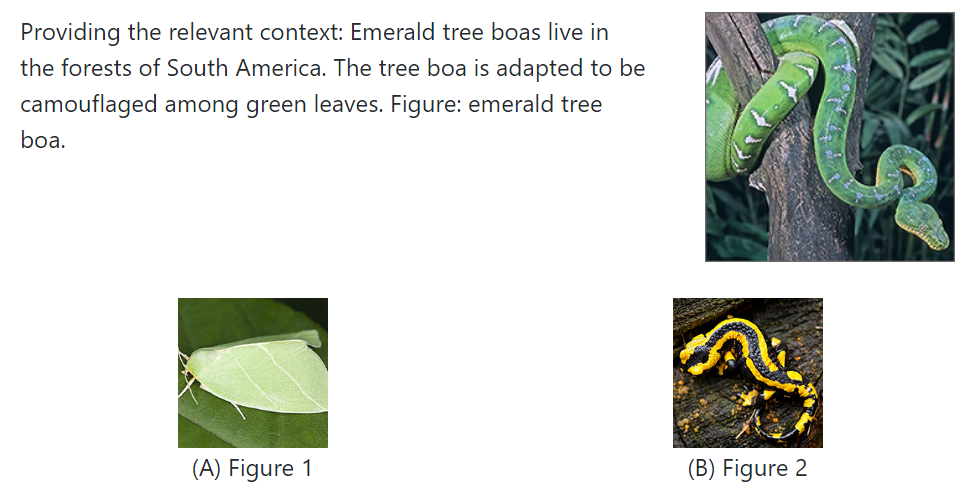 Providing the relevant context: Emerald tree boas live in
the forests of South America. The tree boa is adapted to be
camouflaged among green leaves. Figure: emerald tree
boa.
(A) Figure 1
(B) Figure 2